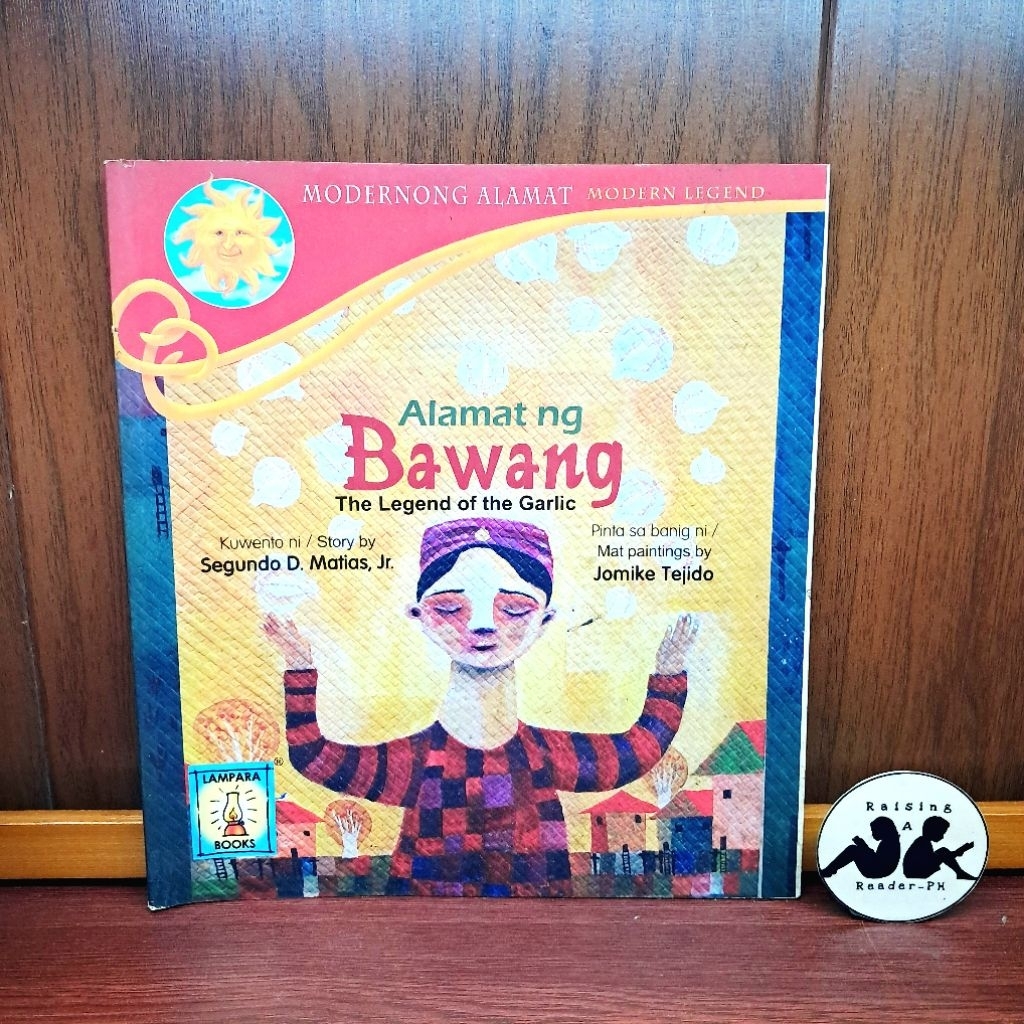 MODERNONG ALAMAT MODERN LEGEND
Alamat ng
Bawang
The Legend of the Garlic
Kuwento ni / Story by
Segundo D. Matias, Jr.
Pinta sa banig ni /
Mat paintings by
Jomike Tejido
LAMPARA
BOOKS
®
Raising
A
Reader-PH